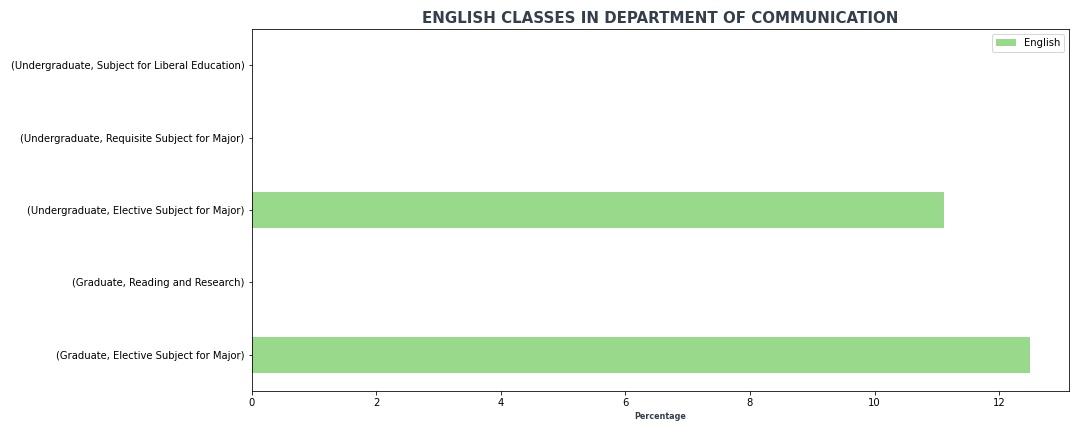 ENGLISH CLASSES IN DEPARTMENT OF COMMUNICATION
English
(Undergraduate, Subject for Liberal Education)
(Undergraduate, Requisite Subject for Major)
(Undergraduate, Elective Subject for Major)
(Graduate, Reading and Research)
(Graduate, Elective Subject for Major)
0 2 4 6 8 10 12
Percentage